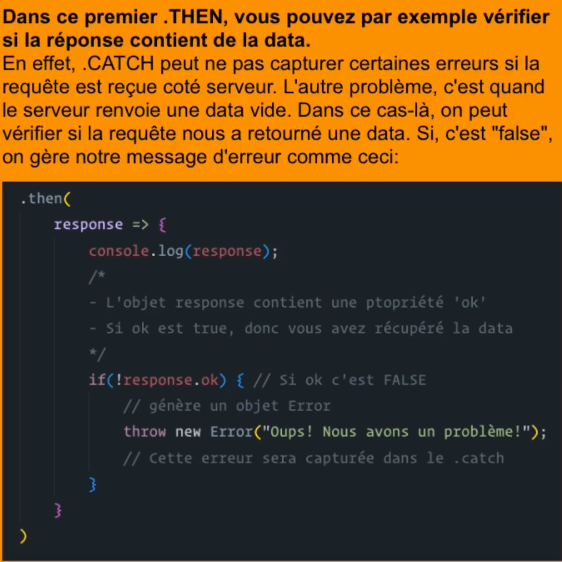 Dans ce premier .THEN, vous pouvez par exemple vérifier
si la réponse contient de la data.
En effet, .CATCH peut ne pas capturer certaines erreurs si la
requête est reçue coté serveur. L'autre problème, c'est quand
le serveur renvoie une data vide. Dans ce cas-là, on peut
vérifier si la requête nous a retourné une data. Si, c'est "false",
on gère notre message d'erreur comme ceci:
.then(
response => {
console.log(response);
/*
- L'objet response contient une ptopriété 'ok'
- Si ok est true, donc vous avez récupéré la data
*/
if(!response.ok) { // Si ok c'est FALSE
// génère un objet Error
throw new Error("Oups! Nous avons un problème!");
// Cette erreur sera capturée dans le .catch
}
}
)